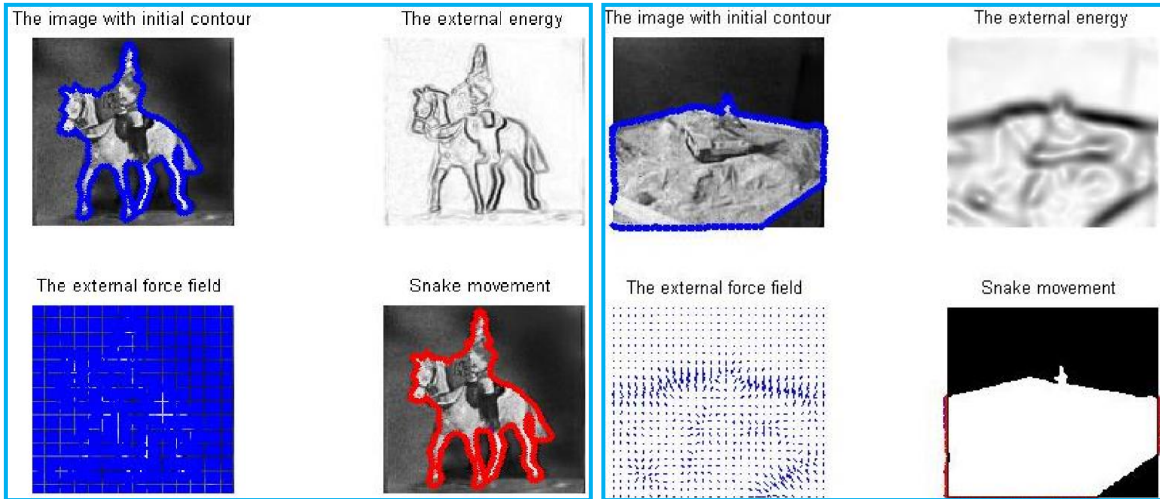 The image with initial contour
The external energy
The external force field
Snake movement
The image with initial contour
The external energy
The external force field
Snake movement